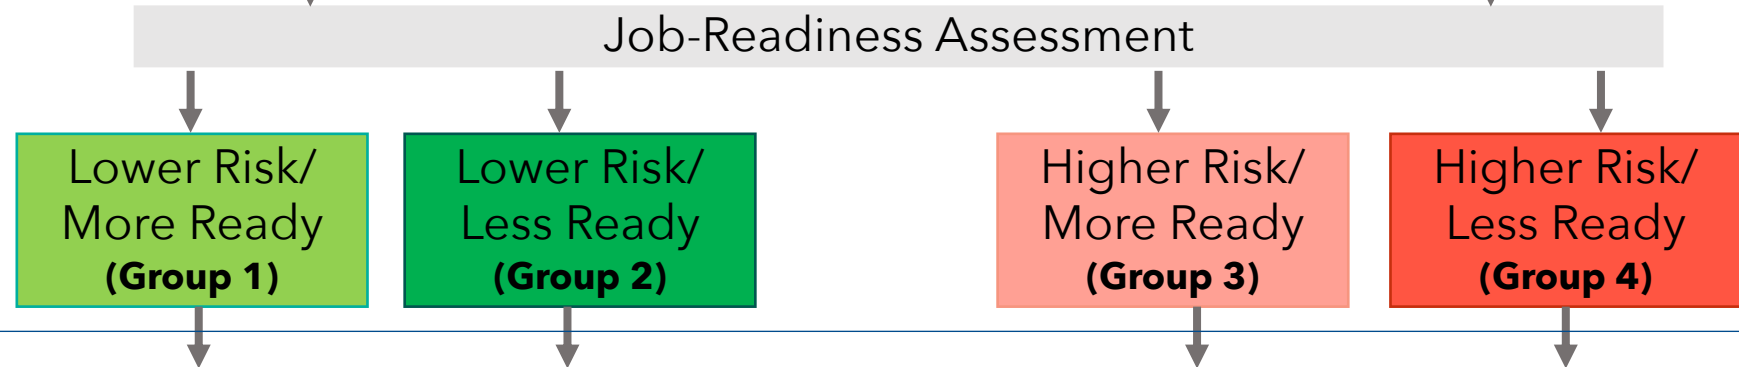 Job-Readiness Assessment
Lower Risk/
More Ready
(Group 1)
Lower Risk/
Less Ready
(Group 2)
Higher Risk/
More Ready
(Group 3)
Higher Risk/
Less Ready
(Group 4)